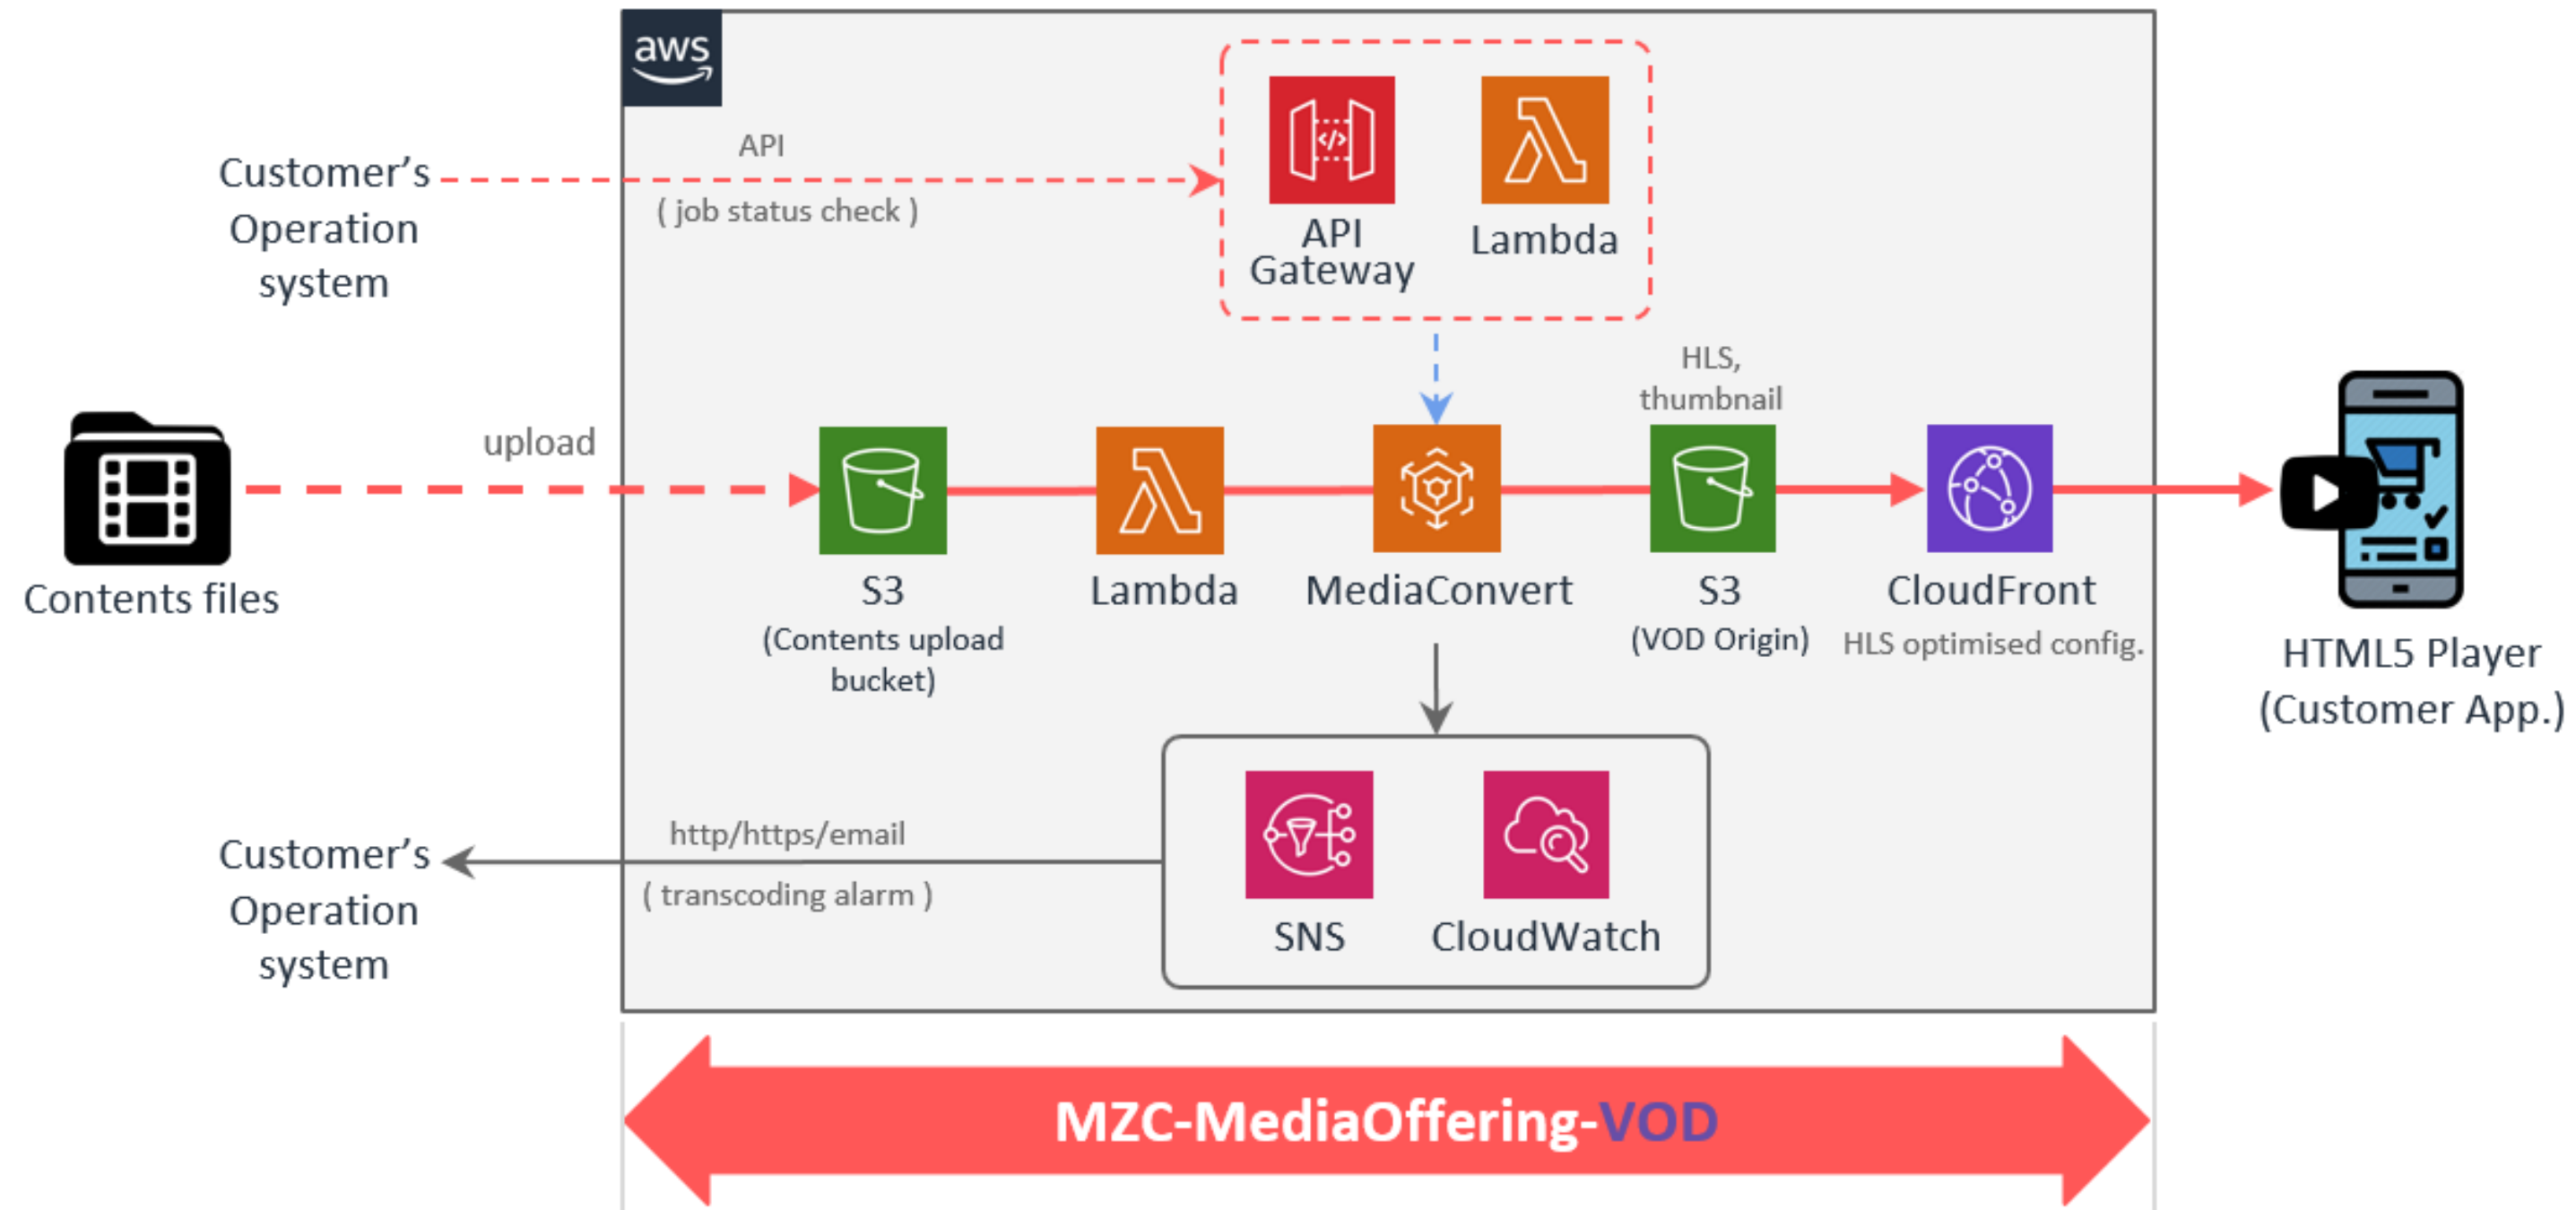 aws
API
Customer's
Operation
system
( job status check )
API
Gateway
Lambda
HLS,
thumbnail
upload
Contents files
S3
(Contents upload
bucket)
Lambda
MediaConvert
S3
(VOD Origin)
CloudFront
HLS optimised config.
HTML5 Player
(Customer App.)
http/https/email
Customer's
Operation
system
( transcoding alarm )
SNS
CloudWatch
MZC-MediaOffering-VOD